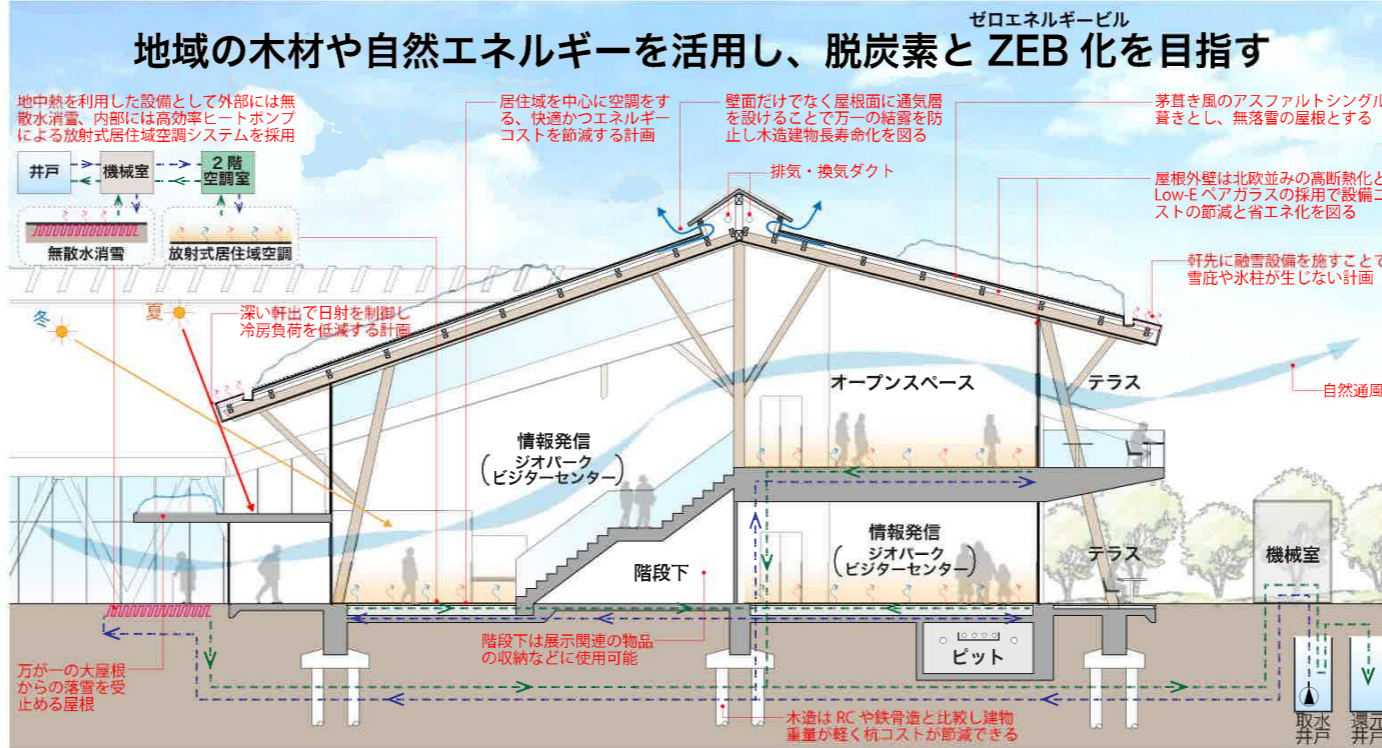 ゼロエネルギービル
地域の木材や自然エネルギーを活用し、脱炭素と ZEB 化を目指す
地中熱を利用した設備として外部には無
散水消雪、内部には高効率ヒートポンプ
による放射式居住域空調システムを採用
居住域を中心に空調をす
る、快適かつエネルギー
コストを節減する計画
壁面だけでなく屋根面に通気層
を設けることで万一の結露を防
止し木造建物長寿命化を図る
茅葺き風のアスファルトシングル
葺きとし、無落雪の屋根とする
井戸
機械室
2階
空調室
無散水消雪
放射式居住域空調
排気・換気ダクト
屋根外壁は北欧並みの高断熱化と
Low-E ペアガラスの採用で設備コ
ストの節減と省エネ化を図る
軒先に融雪設備を施すことで
雪庇や氷柱が生じない計画
冬
夏
深い軒出で日射を制御し
冷房負荷を低減する計画
オープンスペース
テラス
自然通風
情報発信
(ジオパーク
ビジターセンター)
情報発信
(ジオパーク
ビジターセンター)
階段下
テラス
機械室
階段下は展示関連の物品
の収納などに使用可能
ピット
万が一の大屋根
からの落雪を受
止める屋根
木造は RC や鉄骨造と比較し建物
重量が軽く杭コストが節減できる
取水
井戸
還元
井戸